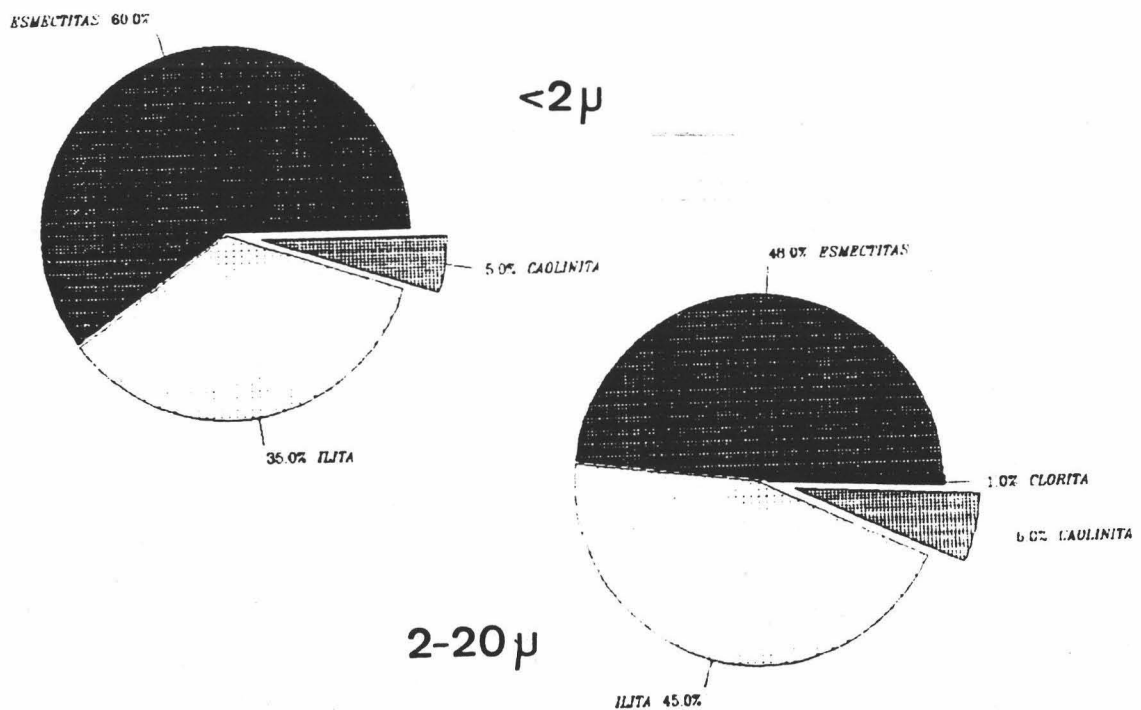 ESMECTITAS 60.0%
<2μ
5.0% CAOLINITA
35.0% ILITA
48.0% ESMECTITAS
1.0% CLORITA
6.0% CAOLINITA
2-20μ
ILITA 45.0%